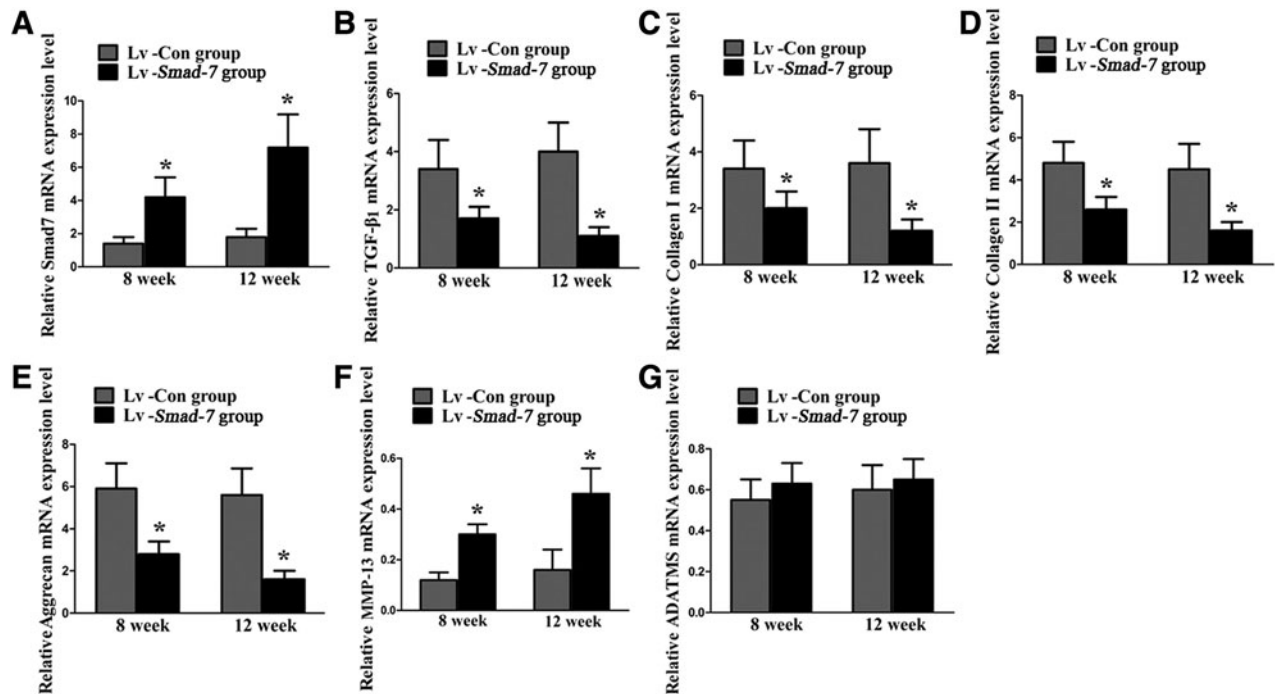 A
Lv -Con group
Lv -Smad-7 group
Relative Smad7 mRNA expression level
10
8
6
4
2
0
*
*
8 week
12 week
B
Lv -Con group
Lv -Smad-7 group
Relative TGF-β1 mRNA expression level
6
4
2
0
*
*
8 week
12 week
C
Lv -Con group
Lv -Smad-7 group
Relative Collagen I mRNA expression level
6
4
2
0
*
*
8 week
12 week
D
Lv -Con group
Lv -Smad-7 group
Relative Collagen II mRNA expression level
8
6
4
2
0
*
*
8 week
12 week
E
Lv -Con group
Lv -Smad-7 group
RelativeAggrecan mRNA expression level
8
6
4
2
0
*
*
8 week
12 week
F
Lv -Con group
Lv -Smad-7 group
Relative MMP-13 mRNA expression level
0.6
0.4
0.2
0.0
*
*
8 week
12 week
G
Lv -Con group
Lv -Smad-7 group
Relative ADATMS mRNA expression level
0.8
0.6
0.4
0.2
0.0
8 week
12 week